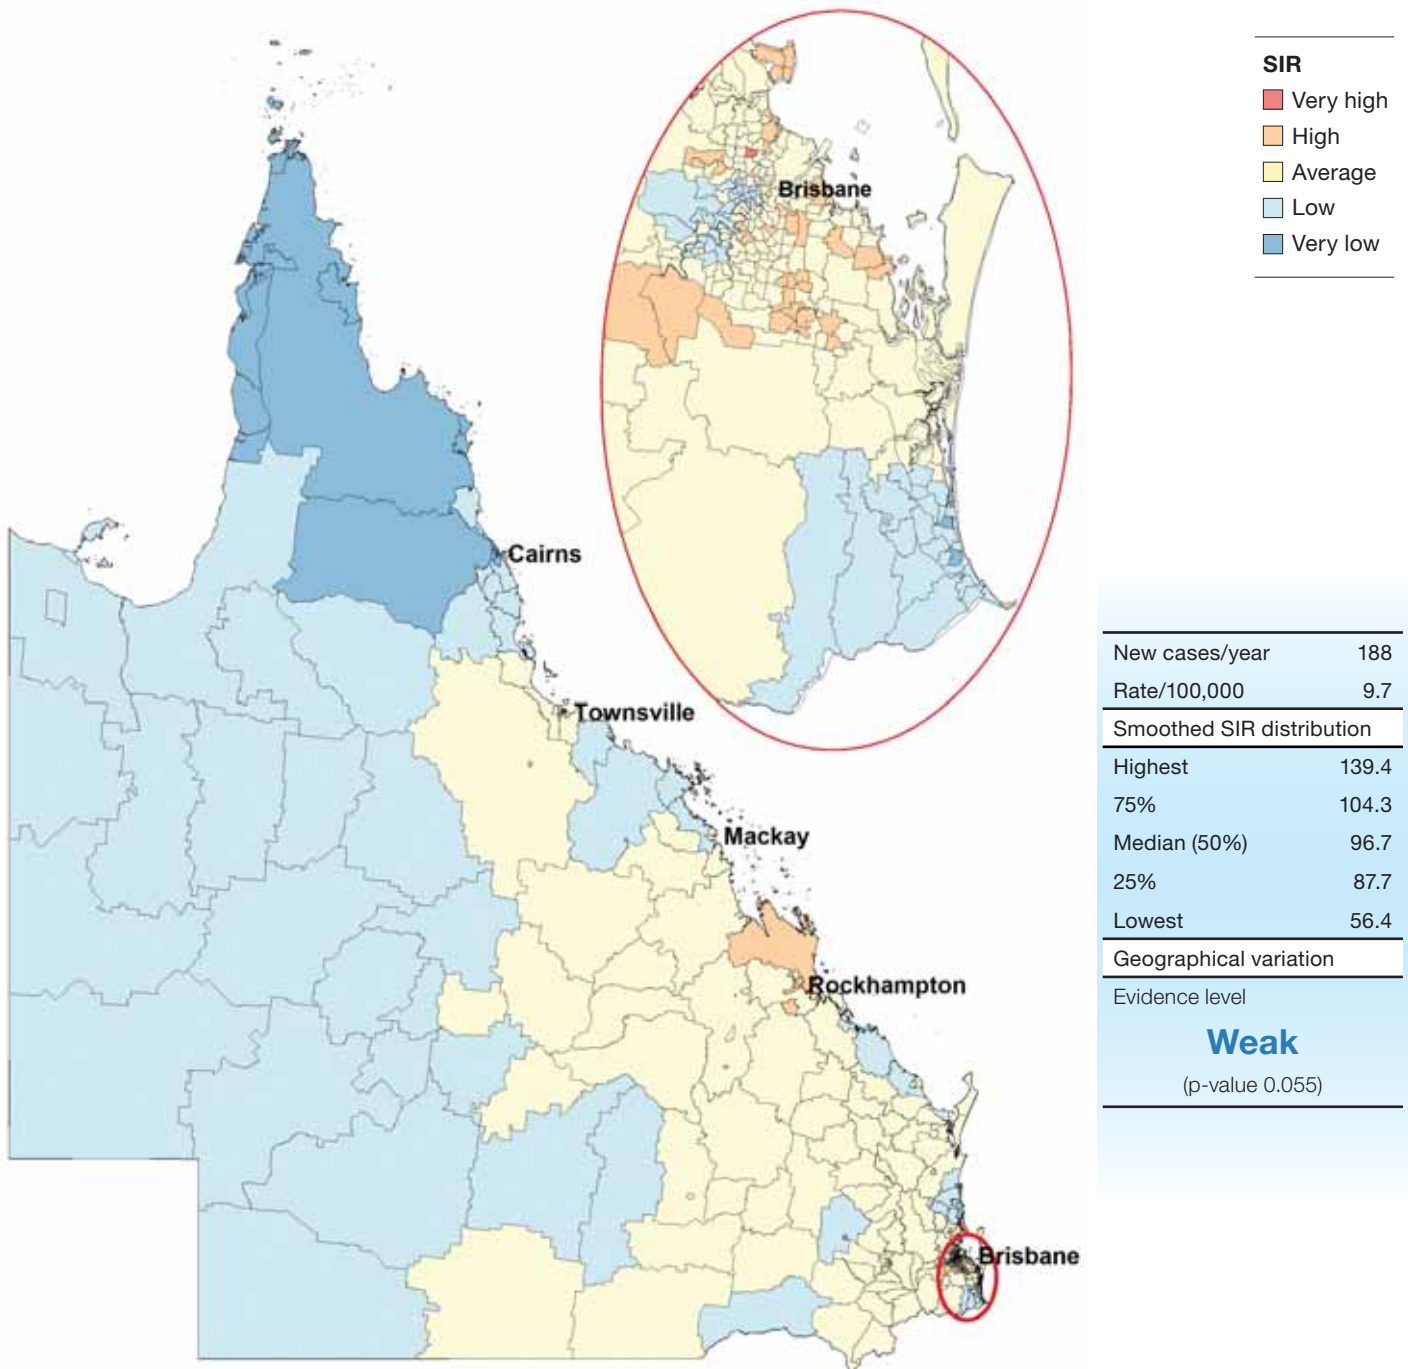 SIR
Very high
High
Average
Low
Very low
Brisbane
Cairns
Townsville
Mackay
Rockhampton
Brisbane
New cases/year 188
Rate/100,000 9.7
Smoothed SIR distribution
Highest 139.4
75% 104.3
Median (50%) 96.7
25% 87.7
Lowest 56.4
Geographical variation
Evidence level
Weak
(p-value 0.055)